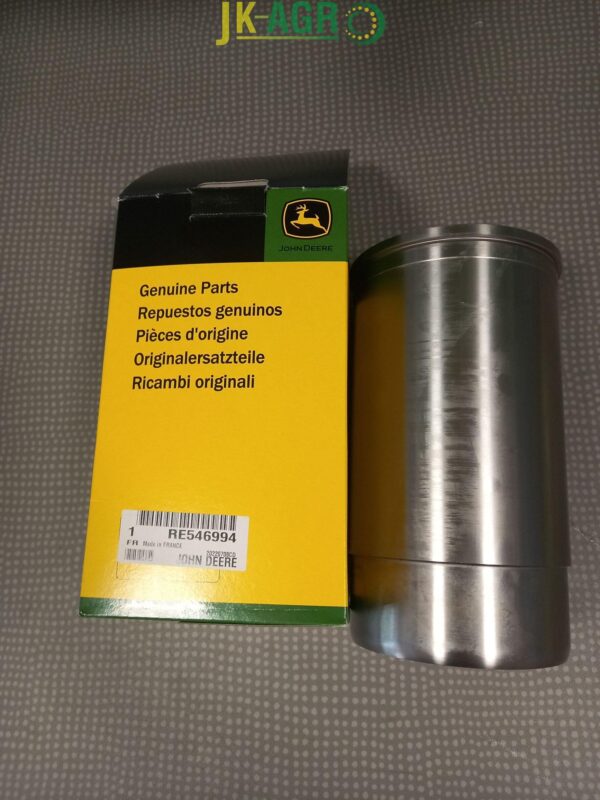 JK-AGRO
JOHN DEERE
Genuine Parts
Repuestos genuinos
Pièces d'origine
Originalersatzteile
Ricambi originali
1 RE546994
FR Made in FRANCE
JOHN DEERE